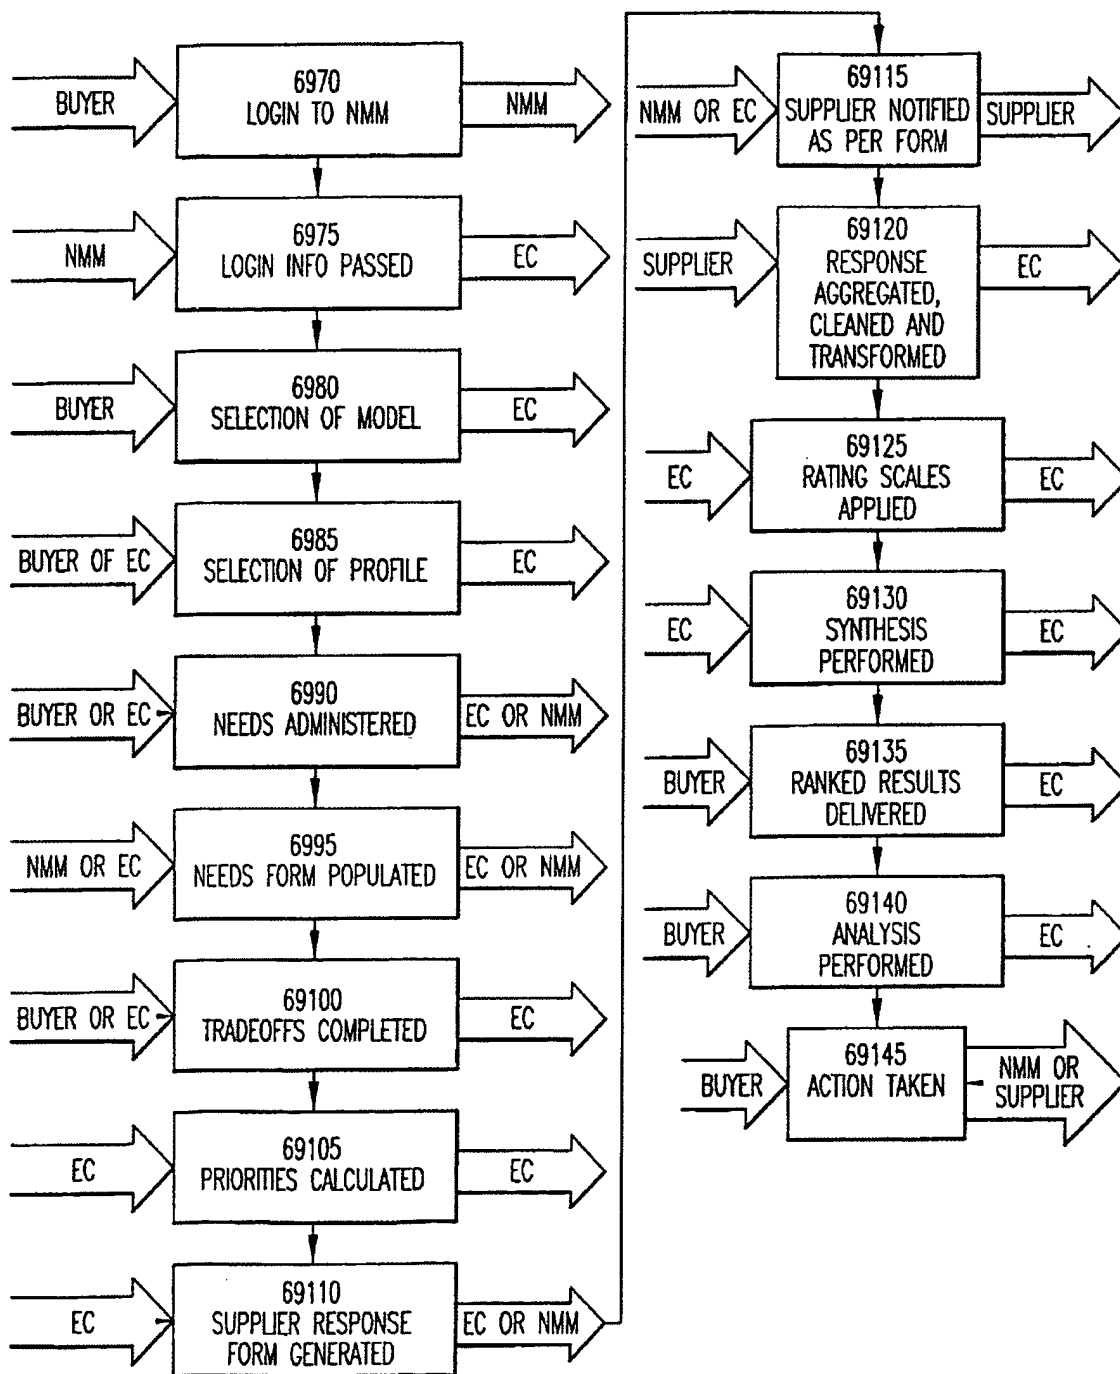 BUYER
6970
LOGIN TO NMM
NMM
NMM
6975
LOGIN INFO PASSED
EC
BUYER
6980
SELECTION OF MODEL
EC
BUYER OF EC
6985
SELECTION OF PROFILE
EC
BUYER OR EC
6990
NEEDS ADMINISTERED
EC OR NMM
NMM OR EC
6995
NEEDS FORM POPULATED
EC OR NMM
BUYER OR EC
69100
TRADEOFFS COMPLETED
EC
EC
69105
PRIORITIES CALCULATED
EC
EC
69110
SUPPLIER RESPONSE
FORM GENERATED
EC OR NMM
NMM OR EC
69115
SUPPLIER NOTIFIED
AS PER FORM
SUPPLIER
SUPPLIER
69120
RESPONSE
AGGREGATED,
CLEANED AND
TRANSFORMED
EC
EC
69125
RATING SCALES
APPLIED
EC
EC
69130
SYNTHESIS
PERFORMED
EC
BUYER
69135
RANKED RESULTS
DELIVERED
EC
BUYER
69140
ANALYSIS
PERFORMED
EC
BUYER
69145
ACTION TAKEN
NMM OR
SUPPLIER